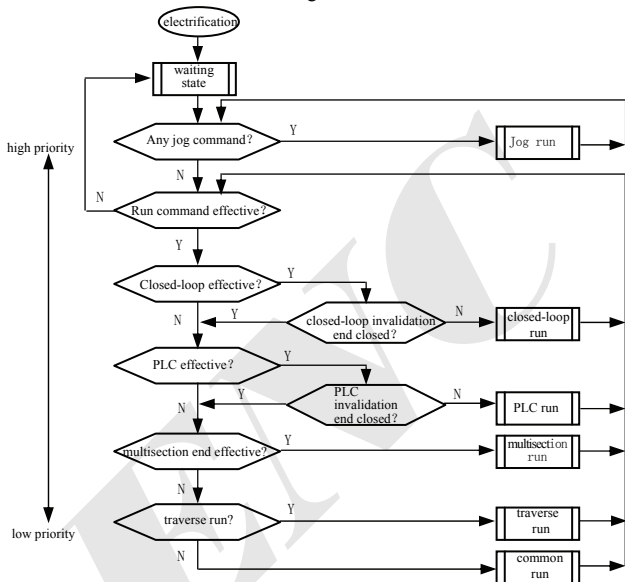 electrification
waiting
state
Any jog command?
Y
Jog run
high priority
N
N
Run command effective?
Y
Closed-loop effective?
Y
N
Y
closed-loop invalidation
end closed?
N
closed-loop
run
PLC effective?
Y
N
Y
PLC
invalidation
end closed?
N
PLC run
multisection end effective?
Y
multisection
run
N
traverse run?
Y
traverse
run
low priority
N
common
run
ENC